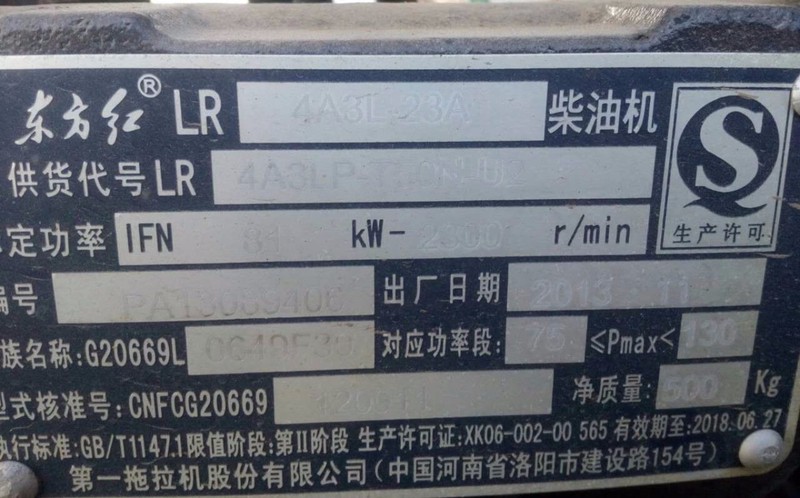 东方红® LR 4A3L-23A 柴油机
供货代号 LR
定功率 IFN 81 kW- 2300 r/min
生产许可
编号 PA13089406 出厂日期 2013 11
族名称:G20669L 对应功率段: 75 ≤Pmax< 130
型式核准号:CNFCG20669 净质量: 500 Kg
执行标准:GB/T1147.1 限值阶段:第II阶段 生产许可证:XK06-002-00 565 有效期至:2018.06.27
第一拖拉机股份有限公司(中国河南省洛阳市建设路154号)